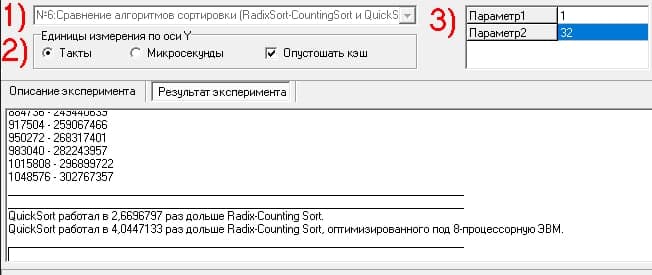 1)
№6:Сравнение алгоритмов сортировки (RadixSort-CountingSort и QuickS
3)
Параметр1 1
Параметр2 32
2)
Единицы измерения по оси Y
Такты Микросекунды Опустошать кэш
Описание эксперимента Результат эксперимента
884736 - 249440639
917504 - 259067466
950272 - 268317401
983040 - 282243957
1015808 - 296899722
1048576 - 302767357
QuickSort работал в 2,6696797 раз дольше Radix-Counting Sort.
QuickSort работал в 4,0447133 раз дольше Radix-Counting Sort, оптимизированного под 8-процессорную ЭВМ.